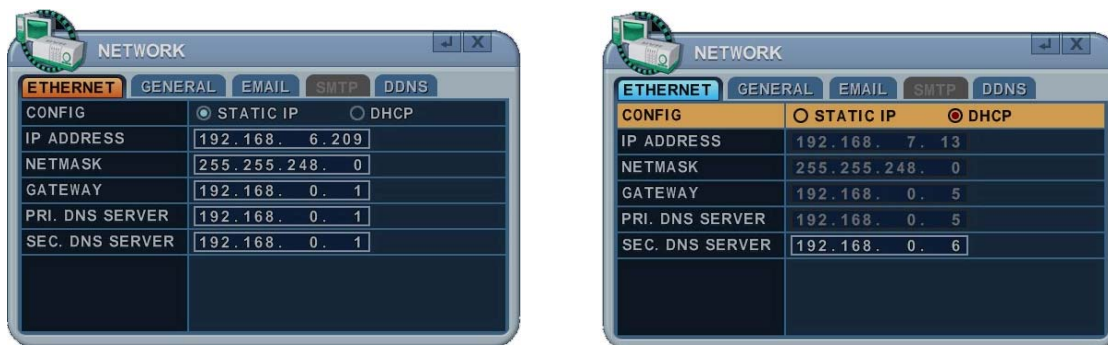 NETWORK
ETHERNET GENERAL EMAIL SMTP DDNS
CONFIG STATIC IP DHCP
IP ADDRESS 192.168. 6.209
NETMASK 255.255.248. 0
GATEWAY 192.168. 0. 1
PRI. DNS SERVER 192.168. 0. 1
SEC. DNS SERVER 192.168. 0. 1
NETWORK
ETHERNET GENERAL EMAIL SMTP DDNS
CONFIG STATIC IP DHCP
IP ADDRESS 192.168. 7. 13
NETMASK 255.255.248. 0
GATEWAY 192.168. 0. 5
PRI. DNS SERVER 192.168. 0. 5
SEC. DNS SERVER 192.168. 0. 6